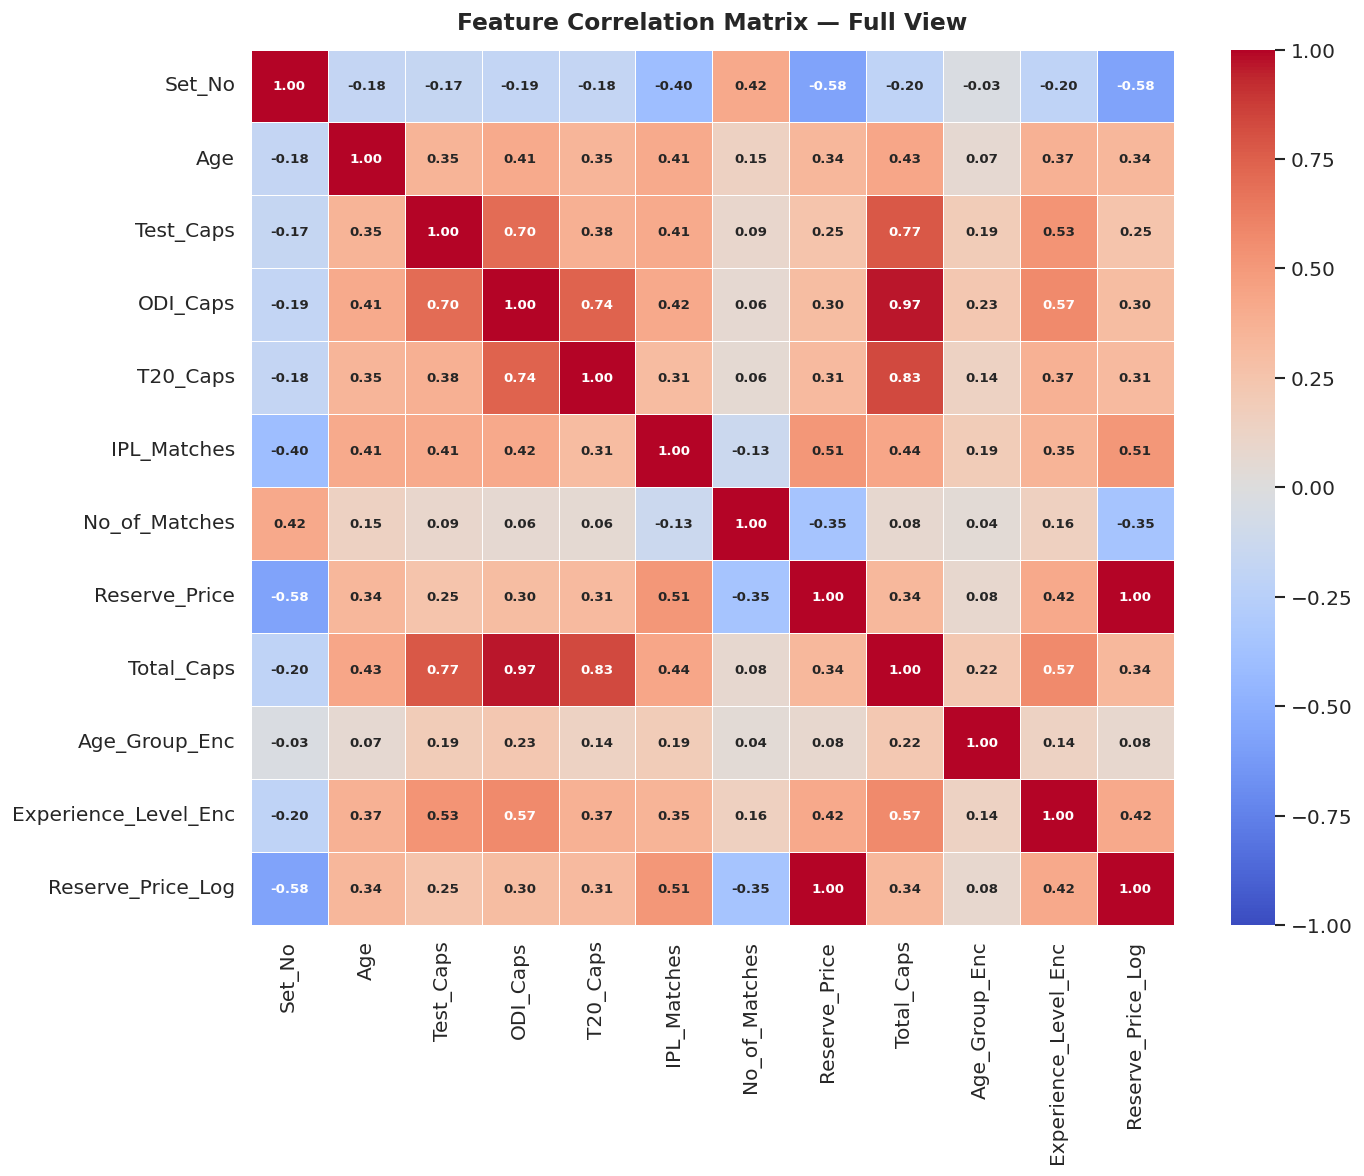 Feature Correlation Matrix — Full View
Set_No 1.00 -0.18 -0.17 -0.19 -0.18 -0.40 0.42 -0.58 -0.20 -0.03 -0.20 -0.58
Age -0.18 1.00 0.35 0.41 0.35 0.41 0.15 0.34 0.43 0.07 0.37 0.34
Test_Caps -0.17 0.35 1.00 0.70 0.38 0.41 0.09 0.25 0.77 0.19 0.53 0.25
ODI_Caps -0.19 0.41 0.70 1.00 0.74 0.42 0.06 0.30 0.97 0.23 0.57 0.30
T20_Caps -0.18 0.35 0.38 0.74 1.00 0.31 0.06 0.31 0.83 0.14 0.37 0.31
IPL_Matches -0.40 0.41 0.41 0.42 0.31 1.00 -0.13 0.51 0.44 0.19 0.35 0.51
No_of_Matches 0.42 0.15 0.09 0.06 0.06 -0.13 1.00 -0.35 0.08 0.04 0.16 -0.35
Reserve_Price -0.58 0.34 0.25 0.30 0.31 0.51 -0.35 1.00 0.34 0.08 0.42 1.00
Total_Caps -0.20 0.43 0.77 0.97 0.83 0.44 0.08 0.34 1.00 0.22 0.57 0.34
Age_Group_Enc -0.03 0.07 0.19 0.23 0.14 0.19 0.04 0.08 0.22 1.00 0.14 0.08
Experience_Level_Enc -0.20 0.37 0.53 0.57 0.37 0.35 0.16 0.42 0.57 0.14 1.00 0.42
Reserve_Price_Log -0.58 0.34 0.25 0.30 0.31 0.51 -0.35 1.00 0.34 0.08 0.42 1.00
Set_No
Age
Test_Caps
ODI_Caps
T20_Caps
IPL_Matches
No_of_Matches
Reserve_Price
Total_Caps
Age_Group_Enc
Experience_Level_Enc
Reserve_Price_Log
1.00
0.75
0.50
0.25
0.00
−0.25
−0.50
−0.75
−1.00